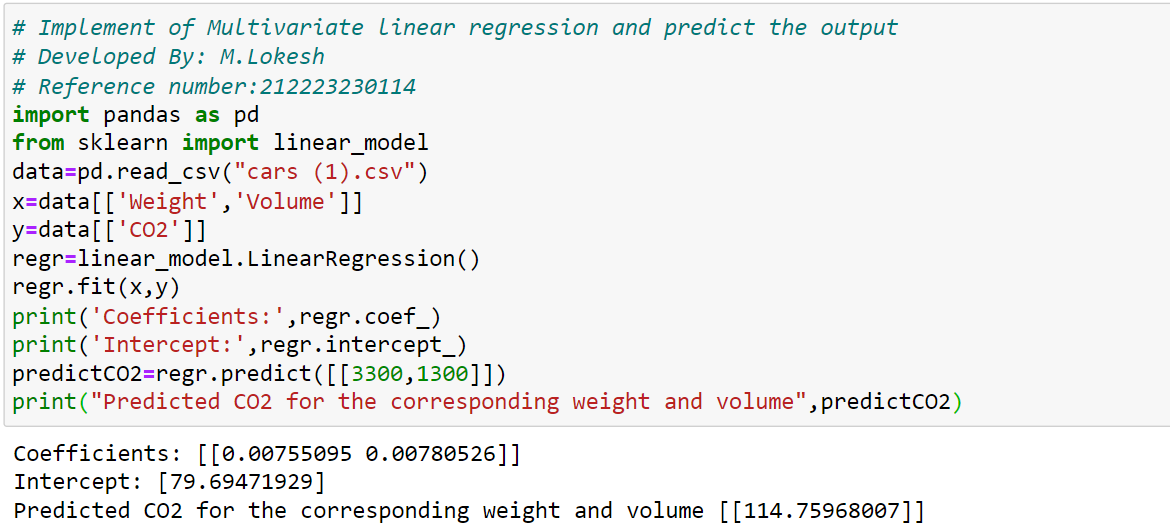 # Implement of Multivariate linear regression and predict the output
# Developed By: M.Lokesh
# Reference number:212223230114
import pandas as pd
from sklearn import linear_model
data=pd.read_csv("cars (1).csv")
x=data[['Weight','Volume']]
y=data[['CO2']]
regr=linear_model.LinearRegression()
regr.fit(x,y)
print('Coefficients:',regr.coef_)
print('Intercept:',regr.intercept_)
predictCO2=regr.predict([[3300,1300]])
print("Predicted CO2 for the corresponding weight and volume",predictCO2)
Coefficients: [[0.00755095 0.00780526]]
Intercept: [79.69471929]
Predicted CO2 for the corresponding weight and volume [[114.75968007]]